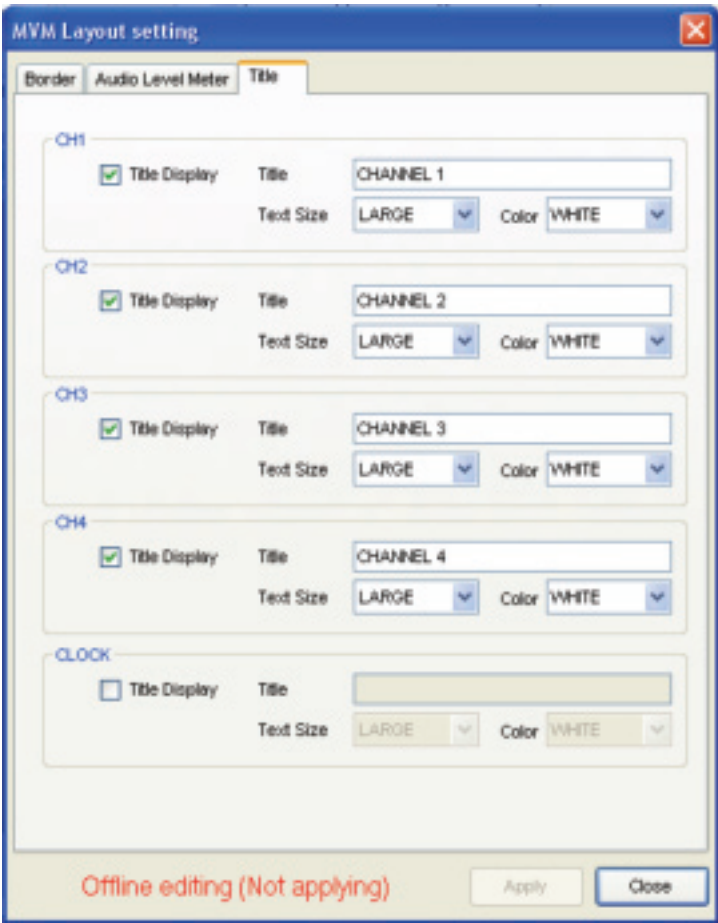 MVM Layout setting
Border Audio Level Meter Title
CH1
Title Display Title CHANNEL 1
Text Size LARGE Color WHITE
CH2
Title Display Title CHANNEL 2
Text Size LARGE Color WHITE
CH3
Title Display Title CHANNEL 3
Text Size LARGE Color WHITE
CH4
Title Display Title CHANNEL 4
Text Size LARGE Color WHITE
CLOCK
Title Display Title
Text Size LARGE Color WHITE
Offline editing (Not applying) Apply Close